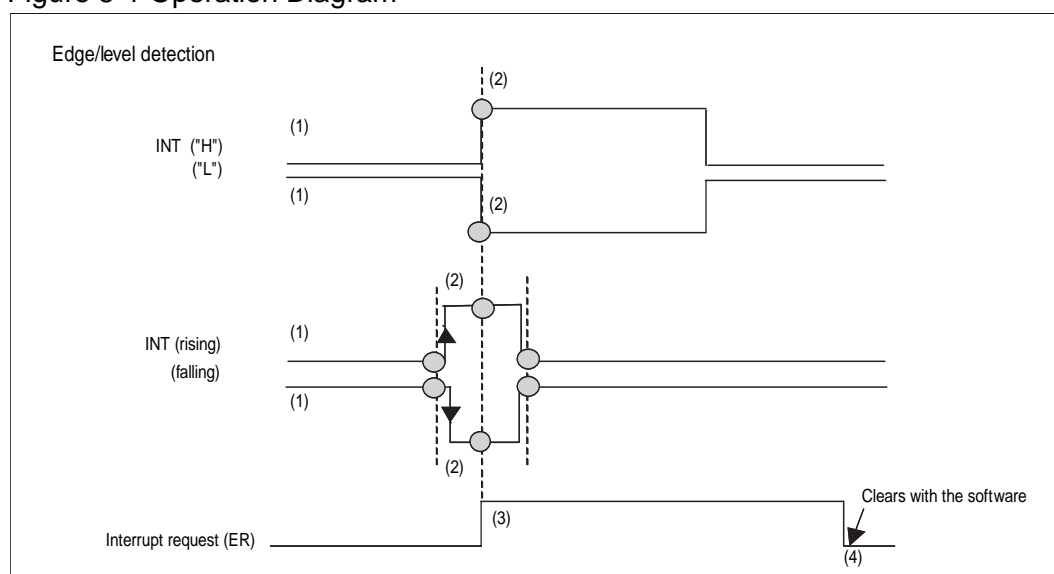 Figure 3-1 Operation Diagram
Edge/level detection
(2)
(1)
INT ("H")
("L")
(1)
(2)
(2)
(1)
INT (rising)
(falling)
(1)
(2)
Clears with the software
(3)
Interrupt request (ER)
(4)